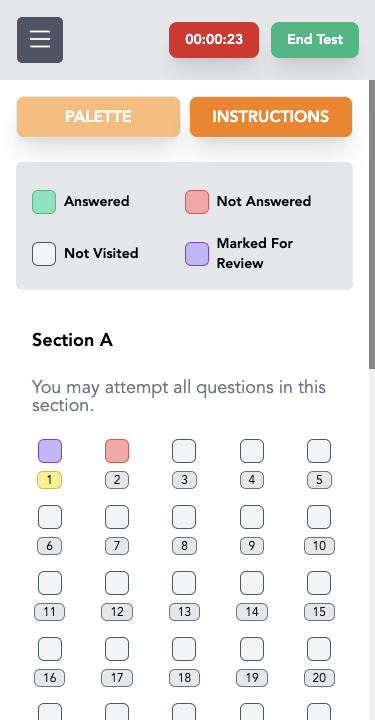 00:00:23 End Test
PALETTE INSTRUCTIONS
Answered Not Answered
Not Visited Marked For
Review
Section A
You may attempt all questions in this
section.
1 2 3 4 5
6 7 8 9 10
11 12 13 14 15
16 17 18 19 20